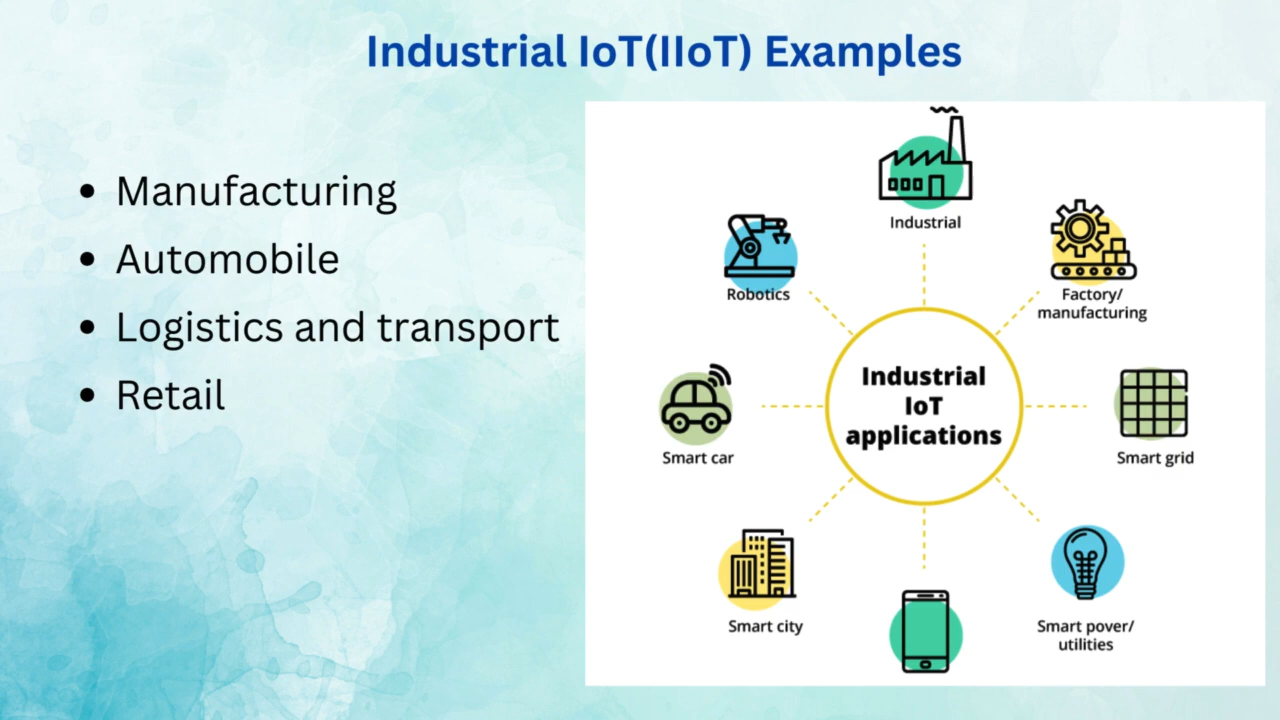 Industrial IoT(IIoT) Examples
• Manufacturing
• Automobile
• Logistics and transport
• Retail
Industrial
Robotics
Factory/
manufacturing
Industrial
IoT
applications
Smart car
Smart grid
Smart city
Smart pover/
utilities